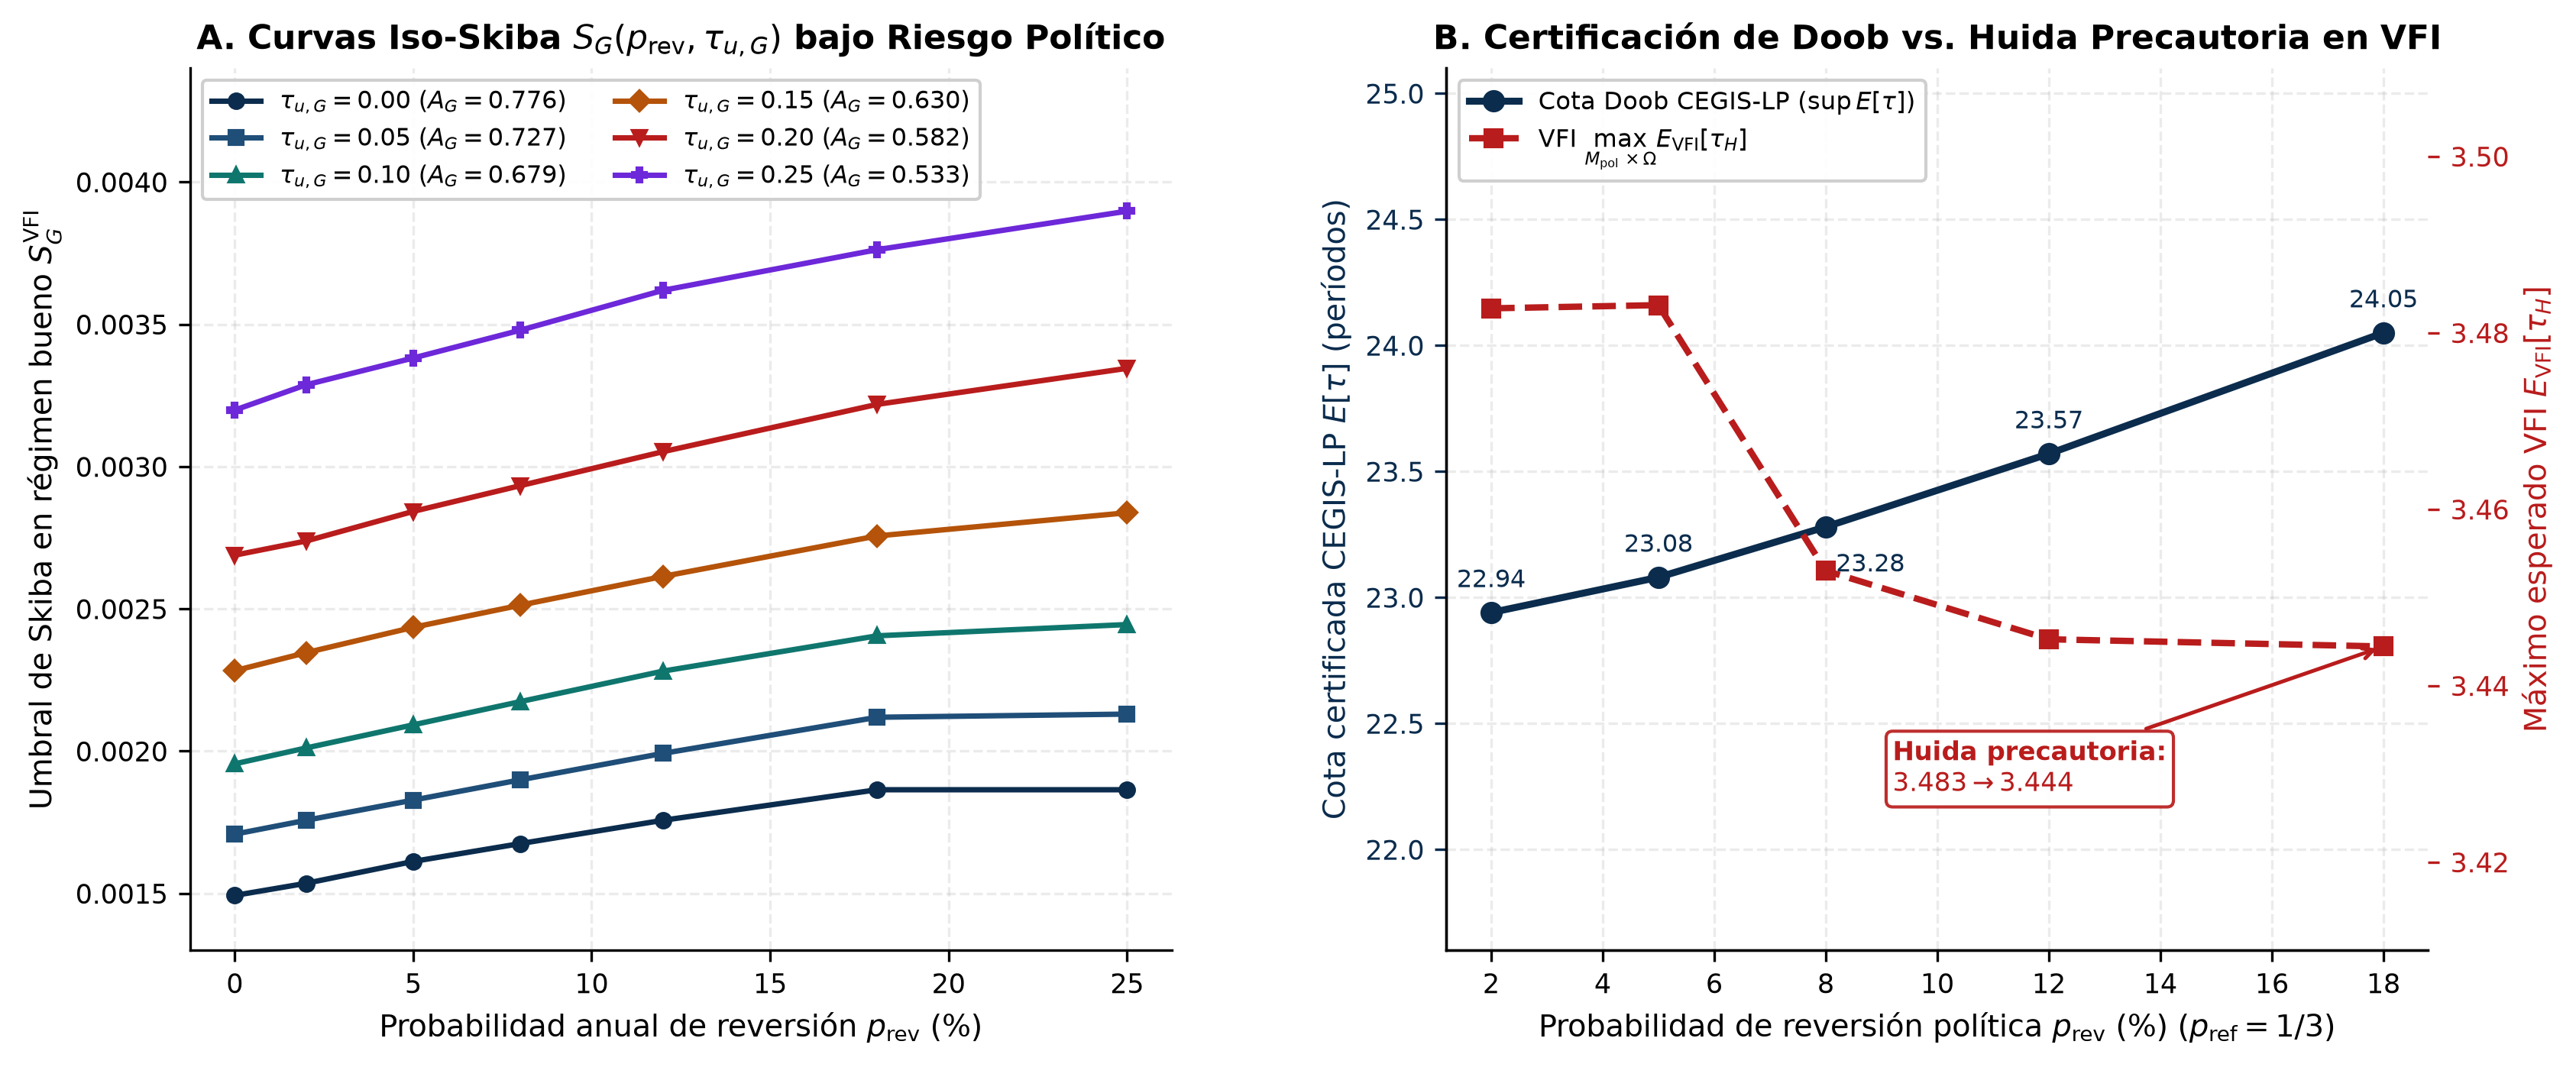 A. Curvas Iso-Skiba S_G(p_rev, τ_{u,G}) bajo Riesgo Político
τ_{u,G} = 0.00 (A_G = 0.776)
τ_{u,G} = 0.05 (A_G = 0.727)
τ_{u,G} = 0.10 (A_G = 0.679)
τ_{u,G} = 0.15 (A_G = 0.630)
τ_{u,G} = 0.20 (A_G = 0.582)
τ_{u,G} = 0.25 (A_G = 0.533)
Umbral de Skiba en régimen bueno S_G^VFI
0.0040
0.0035
0.0030
0.0025
0.0020
0.0015
0 5 10 15 20 25
Probabilidad anual de reversión p_rev (%)
B. Certificación de Doob vs. Huida Precautoria en VFI
Cota Doob CEGIS-LP (sup E[τ])
VFI max E_VFI[τ_H]
M_pol × Ω
Cota certificada CEGIS-LP E[τ] (períodos)
25.0
24.5
24.0
23.5
23.0
22.5
22.0
22.94
23.08
23.28
23.57
24.05
Huida precautoria:
3.483 → 3.444
3.50
3.48
3.46
3.44
3.42
Máximo esperado VFI E_VFI[τ_H]
2 4 6 8 10 12 14 16 18
Probabilidad de reversión política p_rev (%) (p_ref = 1/3)